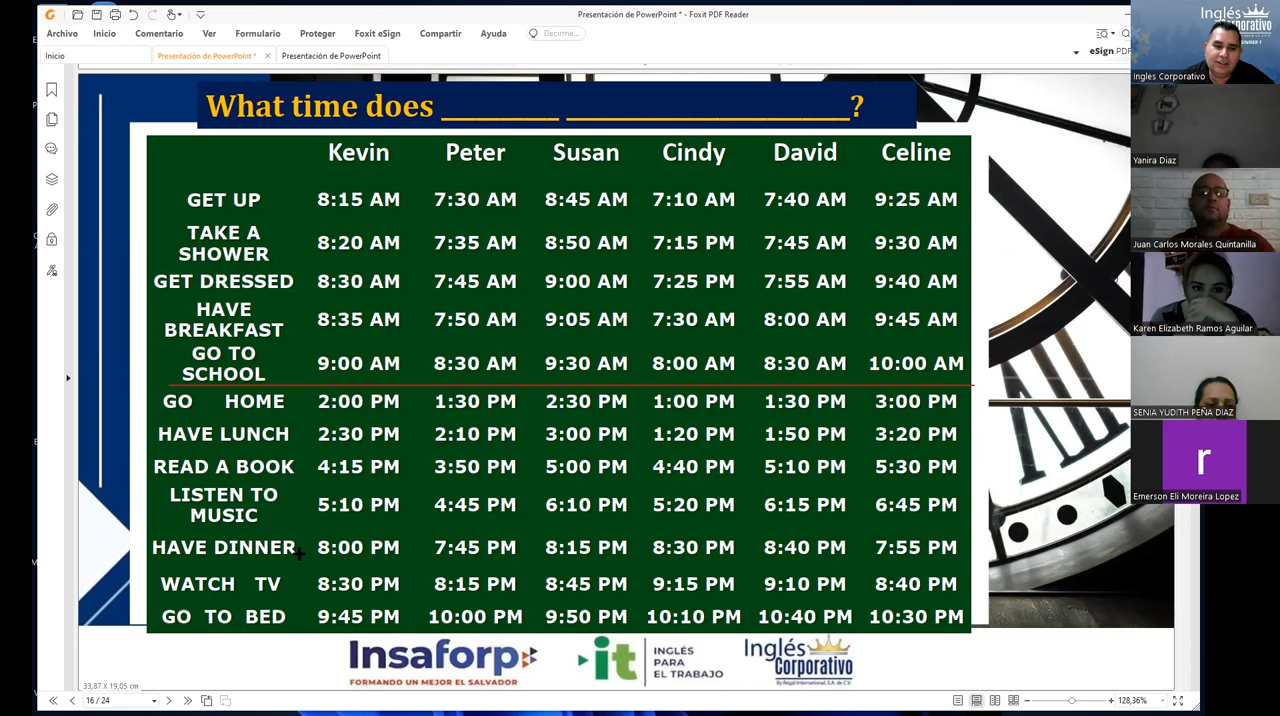 Presentación de PowerPoint * - Foxit PDF Reader
Archivo Inicio Comentario Ver Formulario Proteger Foxit eSign Compartir Ayuda Decirme...
Inicio Presentación de PowerPoint * × Presentación de PowerPoint eSign PDF
What time does _________ ______________________?
Kevin Peter Susan Cindy David Celine
GET UP 8:15 AM 7:30 AM 8:45 AM 7:10 AM 7:40 AM 9:25 AM
TAKE A
SHOWER 8:20 AM 7:35 AM 8:50 AM 7:15 PM 7:45 AM 9:30 AM
GET DRESSED 8:30 AM 7:45 AM 9:00 AM 7:25 PM 7:55 AM 9:40 AM
HAVE
BREAKFAST 8:35 AM 7:50 AM 9:05 AM 7:30 AM 8:00 AM 9:45 AM
GO TO
SCHOOL 9:00 AM 8:30 AM 9:30 AM 8:00 AM 8:30 AM 10:00 AM
GO HOME 2:00 PM 1:30 PM 2:30 PM 1:00 PM 1:30 PM 3:00 PM
HAVE LUNCH 2:30 PM 2:10 PM 3:00 PM 1:20 PM 1:50 PM 3:20 PM
READ A BOOK 4:15 PM 3:50 PM 5:00 PM 4:40 PM 5:10 PM 5:30 PM
LISTEN TO
MUSIC 5:10 PM 4:45 PM 6:10 PM 5:20 PM 6:15 PM 6:45 PM
HAVE DINNER 8:00 PM 7:45 PM 8:15 PM 8:30 PM 8:40 PM 7:55 PM
WATCH TV 8:30 PM 8:15 PM 8:45 PM 9:15 PM 9:10 PM 8:40 PM
GO TO BED 9:45 PM 10:00 PM 9:50 PM 10:10 PM 10:40 PM 10:30 PM
Insaforp
FORMANDO UN MEJOR EL SALVADOR
it
INGLÉS
PARA
EL TRABAJO
Inglés
Corporativo
By Regal International, S.A. de C.V.
33,87 × 19,05 cm
16 / 24 128,36%
Inglés
Corporativo
Ingles Corporativo
Yanira Diaz
Juan Carlos Morales Quintanilla
Karen Elizabeth Ramos Aguilar
SENIA YUDITH PEÑA DIAZ
r
Emerson Eli Moreira Lopez